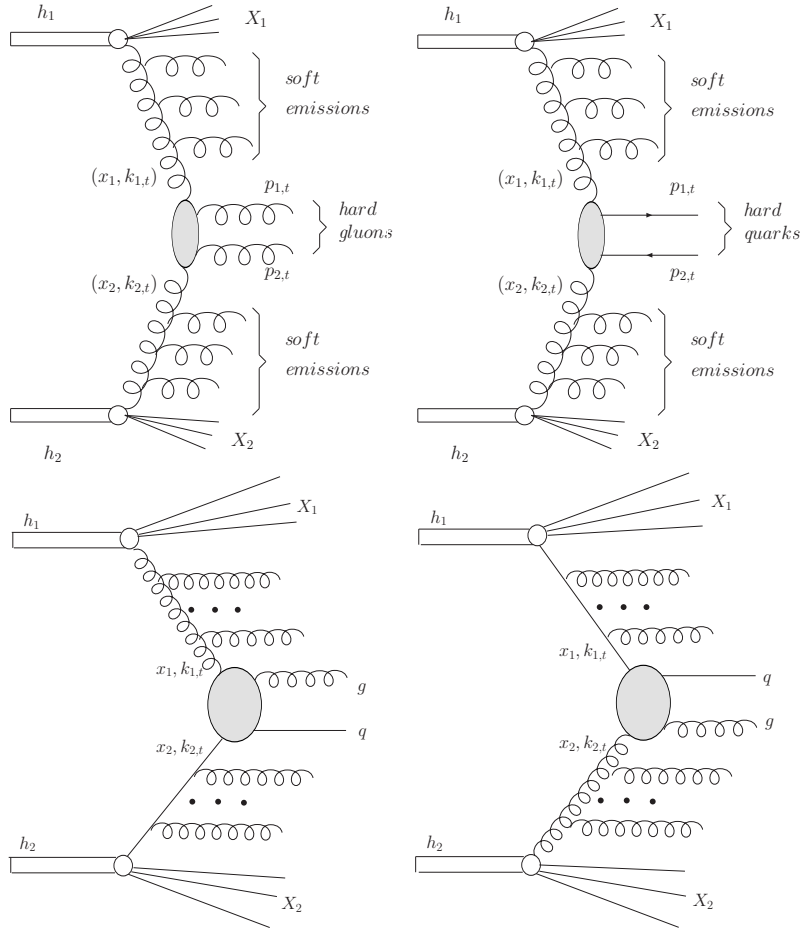 h₁
X₁
soft
emissions
(x₁, k₁,t)
p₁,t
hard
gluons
p₂,t
(x₂, k₂,t)
soft
emissions
X₂
h₂
h₁
X₁
soft
emissions
(x₁, k₁,t)
p₁,t
hard
quarks
p₂,t
(x₂, k₂,t)
soft
emissions
X₂
h₂
h₁
X₁
x₁, k₁,t
g
q
x₂, k₂,t
h₂
X₂
h₁
X₁
x₁, k₁,t
q
g
x₂, k₂,t
h₂
X₂